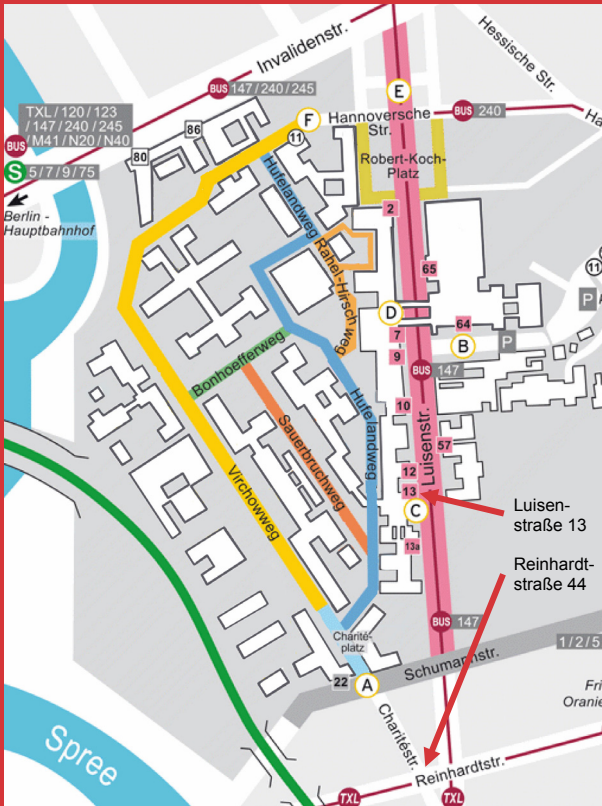 Invalidenstr.
Hessische Str.
BUS 147/240/245
TXL/120/123
/147/240/245
/M41/N20/N40
BUS
S 5/7/9/75
Berlin -
Hauptbahnhof
80
86
F
11
E
Hannoversche
Str.
BUS 240
Robert-Koch-
Platz
2
Hufelandweg
Rahel-Hirsch weg
65
11
P
D
64
7
B
P
9
BUS 147
Bonhoefferweg
Hufelandweg
10
Luisenstr.
57
Sauerbruchweg
12
13
C
13a
Virchowweg
Luisen-
straße 13
Reinhardt-
straße 44
BUS 147
Charité-
platz
1/2/5
Schumannstr.
22
A
Charitéstr.
Fri
Oranie
Spree
Reinhardtstr.
TXL
TXL